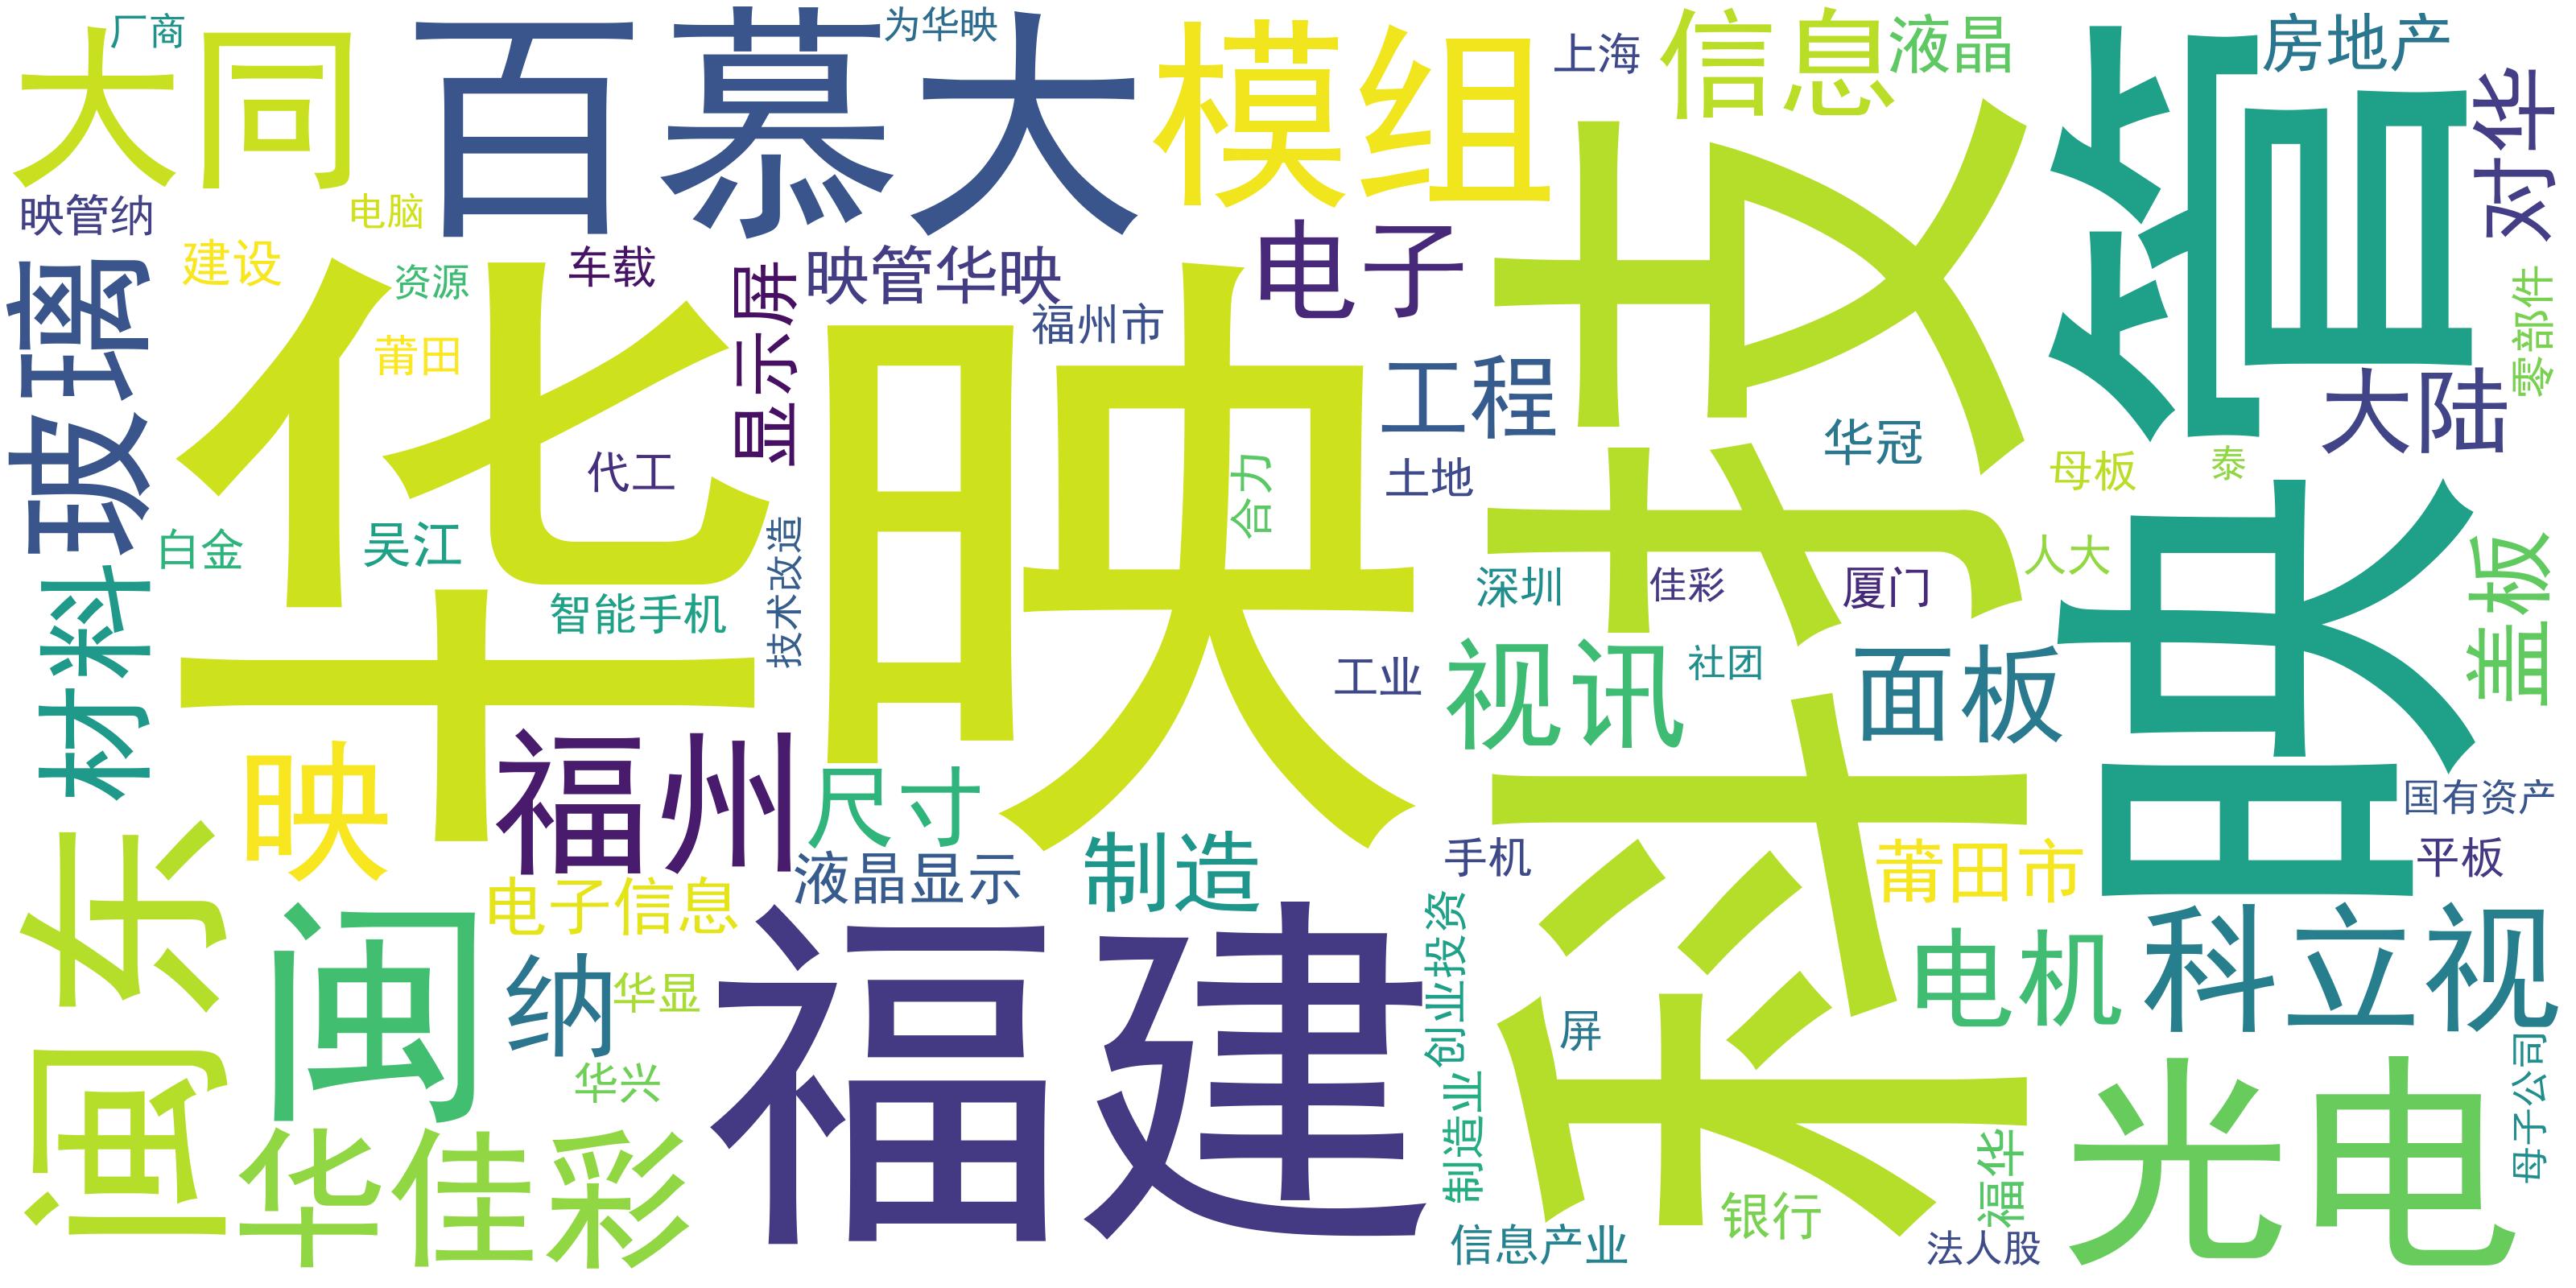 厂商
大同
百慕大
为华映
模组
上海
信息
液晶
房地产
对华
映管纳
电脑
建设
资源
车载
显示屏
映管华映
福州市
电子
科技
映管
大陆
零部件
玻璃
莆田
华映
代工
工程
土地
华冠
母板
泰
合力
白金
吴江
智能手机
技术改造
深圳
佳彩
厦门
人大
盖板
材料
工业
视讯
社团
面板
映
福州
尺寸
制造
手机
莆田市
国有资产
平板
闽东
液晶显示
电子信息
闽
纳
华显
福建
创业投资
屏
电机
科立视
华兴
华佳彩
制造业
光电
母子公司
福华
银行
信息产业
法人股